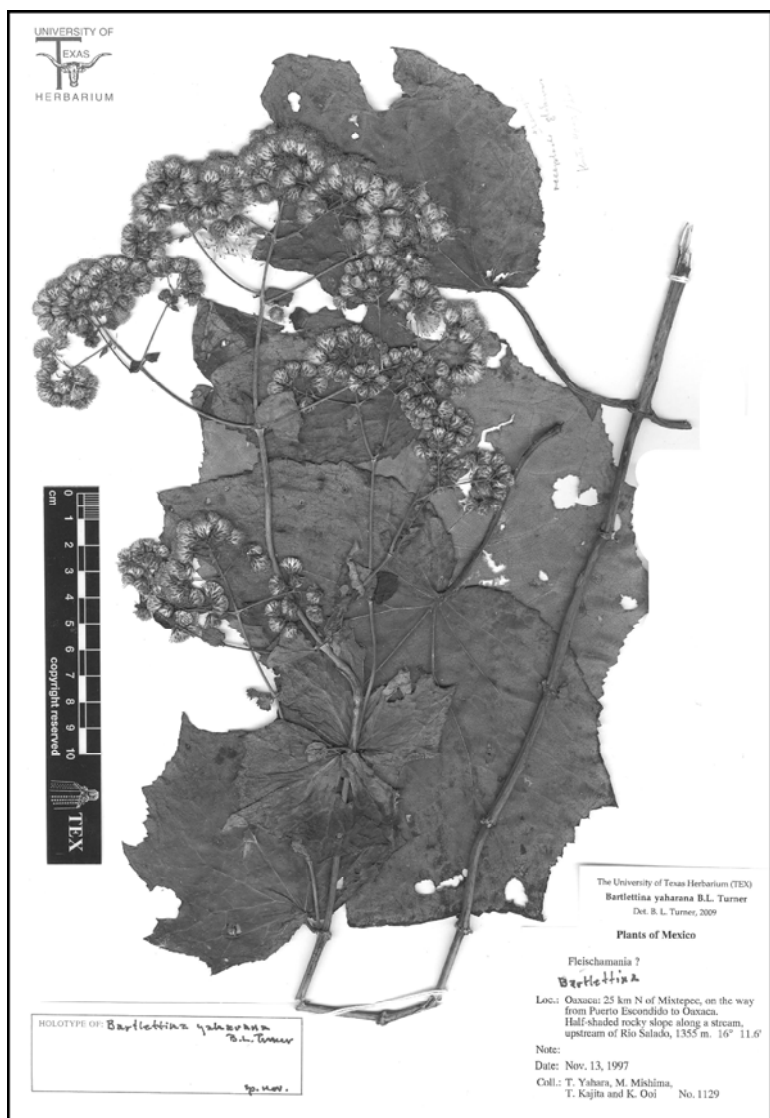 UNIVERSITY OF
TEXAS
HERBARIUM
0
cm
1
2
3
4
5
6
7
8
9
10
copyright reserved
TEX
The University of Texas Herbarium (TEX)
Bartlettina yaharana B.L. Turner
Det. B. L. Turner, 2009
Plants of Mexico
Fleischamania ?
Bartlettina
Loc.: Oaxaca: 25 km N of Mixtepec, on the way
from Puerto Escondido to Oaxaca.
Half-shaded rocky slope along a stream,
upstream of Rio Salado, 1355 m. 16° 11.6'
Note:
Date: Nov. 13, 1997
Coll.: T. Yahara, M. Mishima,
T. Kajita and K. Ooi No. 1129
HOLOTYPE OF: Bartlettina yaharana
B.L. Turner
sp. nov.